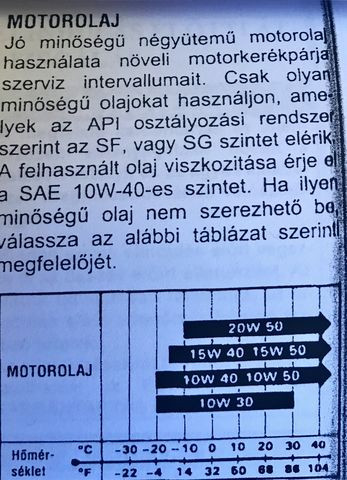 MOTOROLAJ
Jó minőségű négyütemű motorolaj
használata növeli motorkerékpárja
szerviz intervallumait. Csak olyan
minőségű olajokat használjon, ame-
lyek az API osztályozási rendszer
szerint az SF, vagy SG szintet elérik.
A felhasznált olaj viszkozitása érje el
a SAE 10W-40-es szintet. Ha ilyen
minőségű olaj nem szerezhető be,
válassza az alábbi táblázat szerint
megfelelőjét.
20W 50
15W 40 15W 50
MOTOROLAJ
10W 40 10W 50
10W 30
Hőmér-
séklet
°C -30 -20 -10 0 10 20 30 40
°F -22 -4 14 32 50 68 86 104